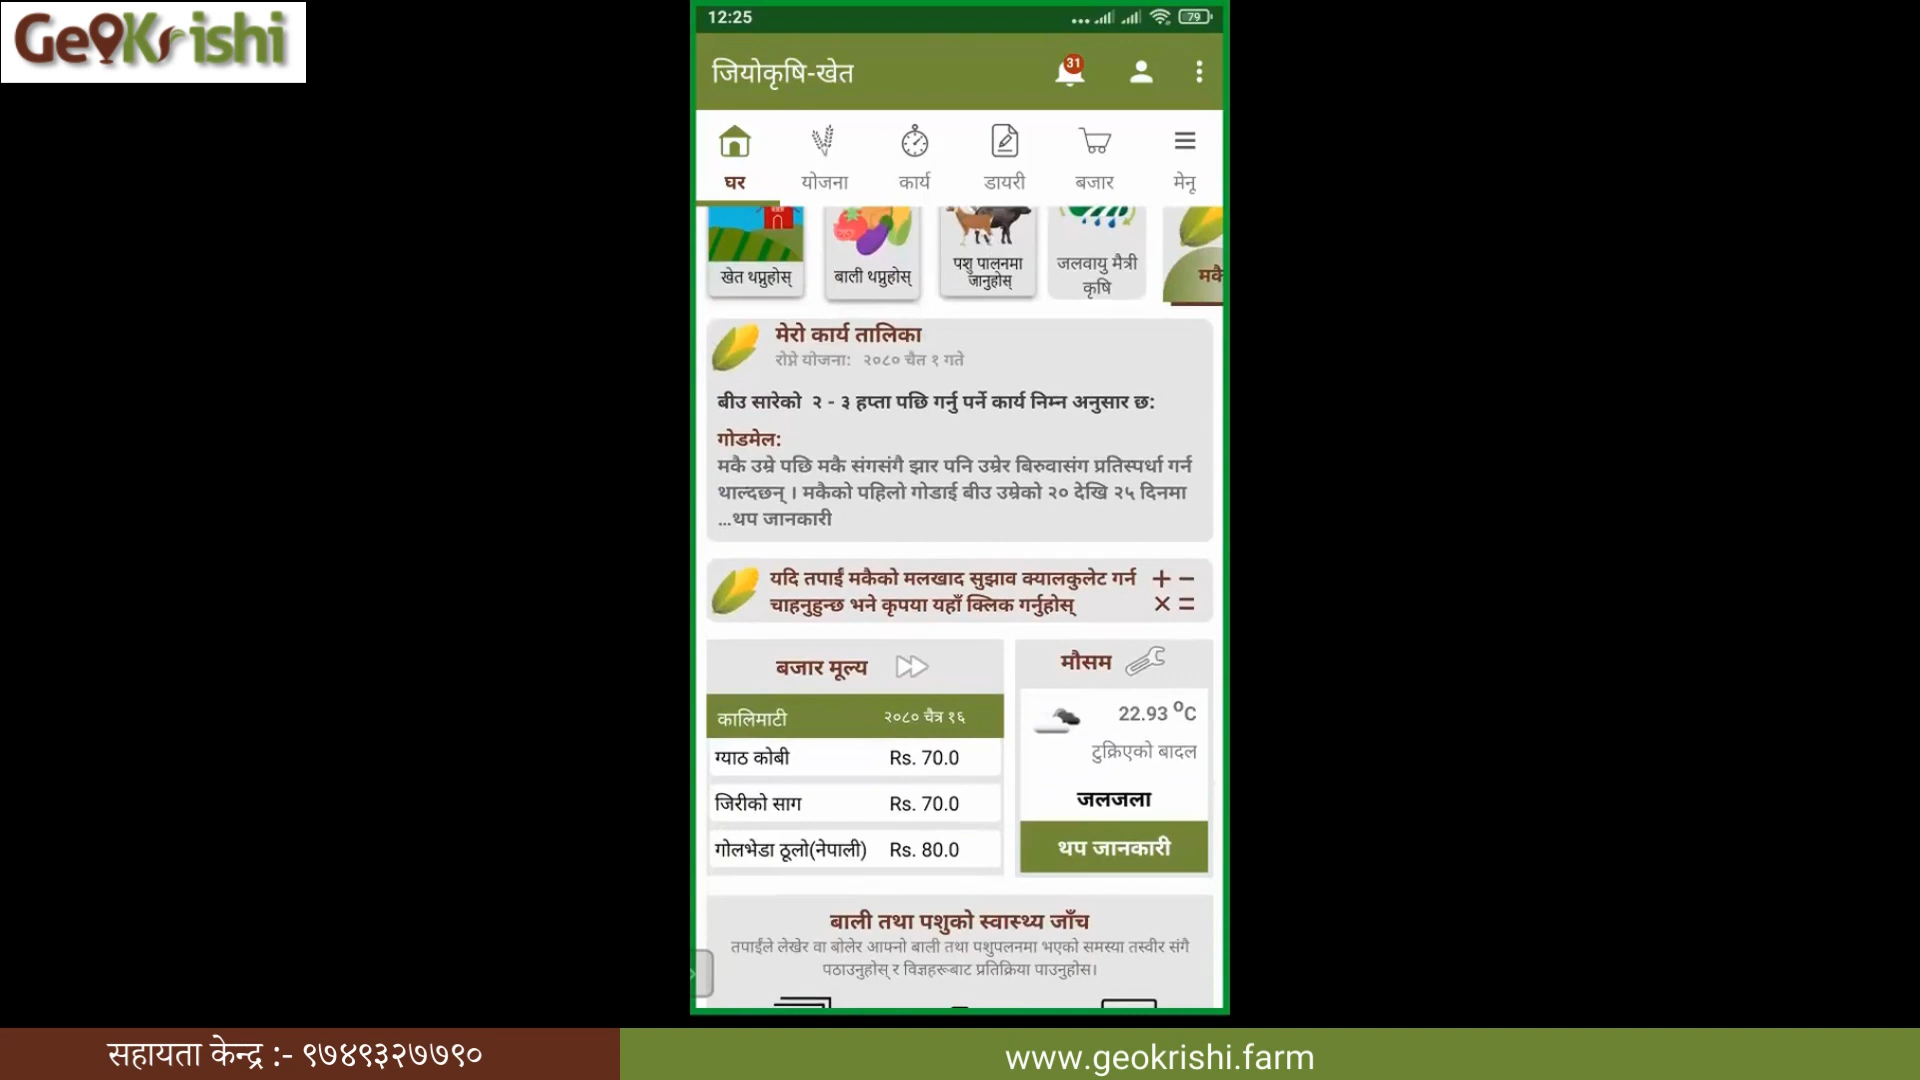 GeoKrishi
12:25
79
जियोकृषि-खेत
31
घर
योजना
कार्य
डायरी
बजार
मेनू
खेत थप्नुहोस्
बाली थप्नुहोस्
पशु पालनमा
जानुहोस्
जलवायु मैत्री
कृषि
मकै
मेरो कार्य तालिका
रोप्ने योजना: २०८० चैत १ गते
बीउ सारेको २ - ३ हप्ता पछि गर्नु पर्ने कार्य निम्न अनुसार छ:
गोडमेल:
मकै उम्रे पछि मकै संगसंगै झार पनि उम्रेर बिरुवासंग प्रतिस्पर्धा गर्न
थाल्दछन् । मकैको पहिलो गोडाई बीउ उम्रेको २० देखि २५ दिनमा
...थप जानकारी
यदि तपाईं मकैको मलखाद सुझाव क्यालकुलेट गर्न
चाहनुहुन्छ भने कृपया यहाँ क्लिक गर्नुहोस्
बजार मूल्य
कालिमाटी २०८० चैत्र १६
ग्याठ कोबी Rs. 70.0
जिरीको साग Rs. 70.0
गोलभेडा ठूलो(नेपाली) Rs. 80.0
मौसम
22.93 ⁰C
टुक्रिएको बादल
जलजला
थप जानकारी
बाली तथा पशुको स्वास्थ्य जाँच
तपाईंले लेखेर वा बोलेर आफ्नो बाली तथा पशुपलनमा भएको समस्या तस्वीर संगै
पठाउनुहोस् र विज्ञहरूबाट प्रतिक्रिया पाउनुहोस।
सहायता केन्द्र :- ९७४९३२७७९०
www.geokrishi.farm